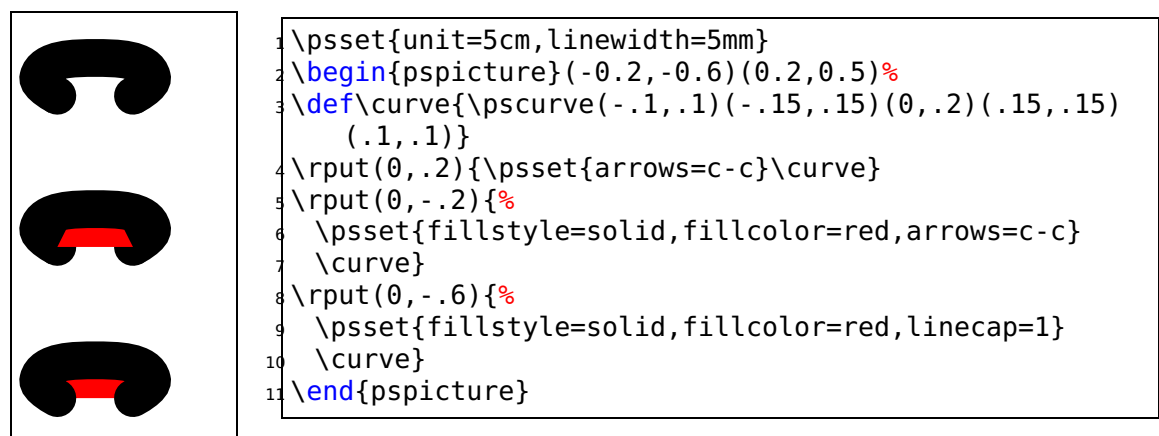 1 \psset{unit=5cm,linewidth=5mm}
2 \begin{pspicture}(-0.2,-0.6)(0.2,0.5)%
3 \def\curve{\pscurve(-.1,.1)(-.15,.15)(0,.2)(.15,.15)
(.1,.1)}
4 \rput(0,.2){\psset{arrows=c-c}\curve}
5 \rput(0,-.2){%
6 \psset{fillstyle=solid,fillcolor=red,arrows=c-c}
7 \curve}
8 \rput(0,-.6){%
9 \psset{fillstyle=solid,fillcolor=red,linecap=1}
10 \curve}
11 \end{pspicture}